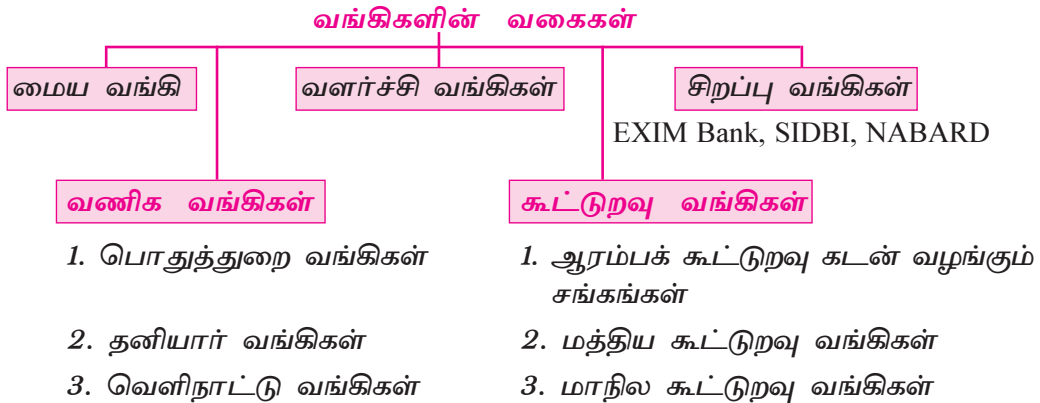 வங்கிகளின் வகைகள்
மைய வங்கி
வளர்ச்சி வங்கிகள்
சிறப்பு வங்கிகள்
EXIM Bank, SIDBI, NABARD
வணிக வங்கிகள்
1. பொதுத்துறை வங்கிகள்
2. தனியார் வங்கிகள்
3. வெளிநாட்டு வங்கிகள்
கூட்டுறவு வங்கிகள்
1. ஆரம்பக் கூட்டுறவு கடன் வழங்கும்
சங்கங்கள்
2. மத்திய கூட்டுறவு வங்கிகள்
3. மாநில கூட்டுறவு வங்கிகள்